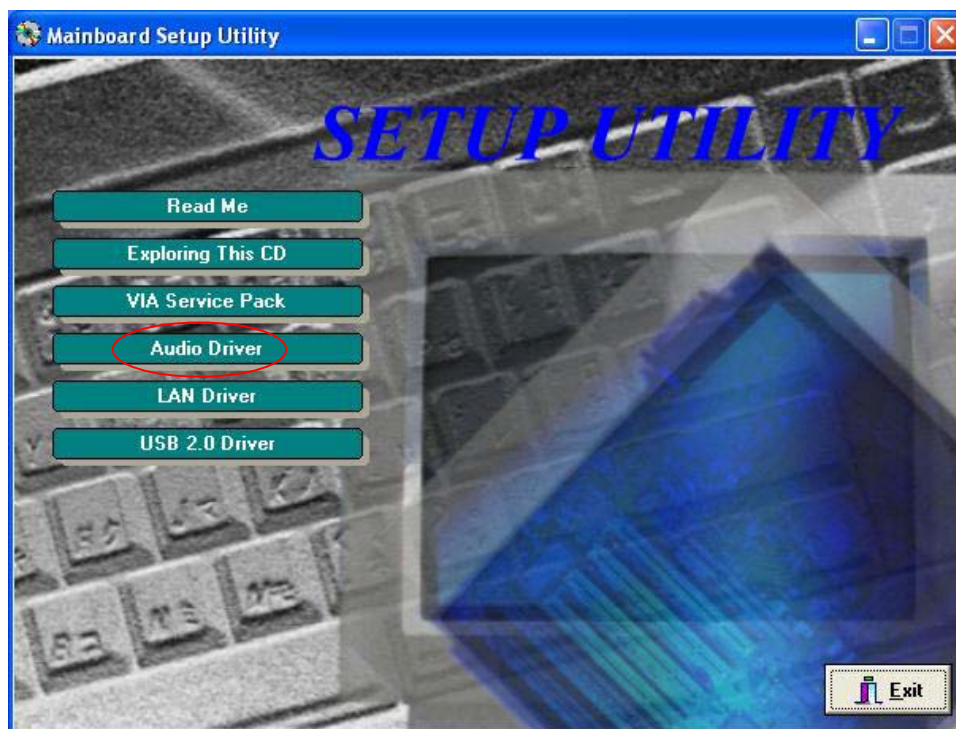 Mainboard Setup Utility
SETUP UTILITY
Read Me
Exploring This CD
VIA Service Pack
Audio Driver
LAN Driver
USB 2.0 Driver
Exit